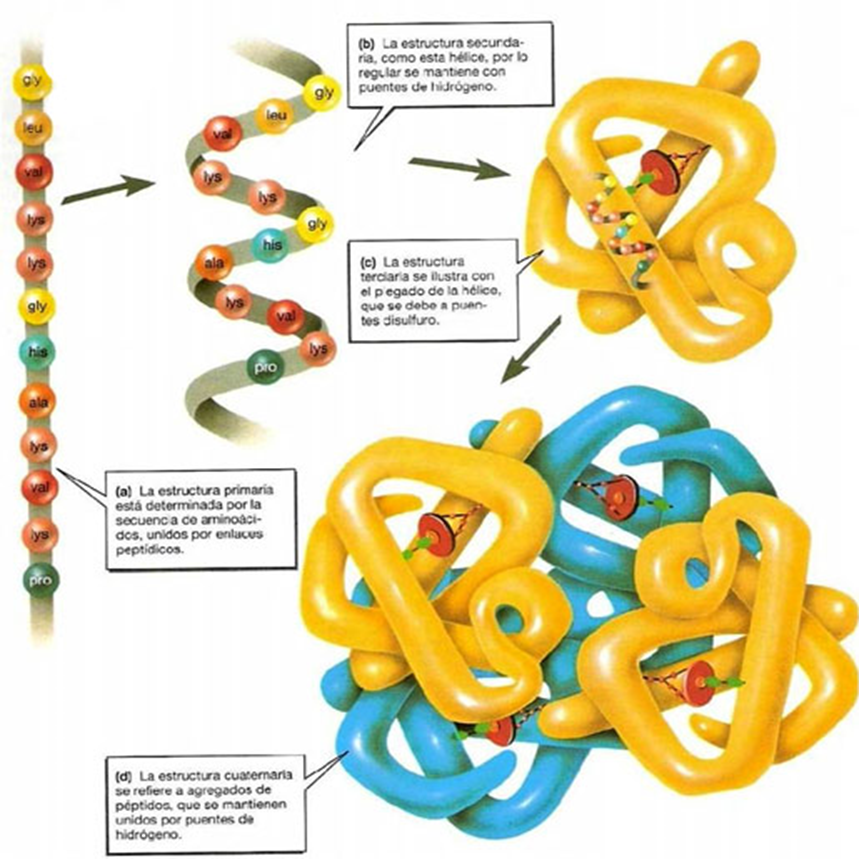 gly
leu
val
lys
lys
gly
his
ala
lys
val
lys
pro
gly
leu
val
lys
lys
gly
his
ala
lys
val
lys
pro
(b) La estructura secunda-
ria, como esta hélice, por lo
regular se mantiene con
puentes de hidrógeno.
(c) La estructura
terciaria se ilustra con
el plegado de la hélice,
que se debe a puen-
tes disulfuro.
(a) La estructura primaria
está determinada por la
secuencia de aminoáci-
dos, unidos por enlaces
peptídicos.
(d) La estructura cuaternaria
se refiere a agregados de
péptidos, que se mantienen
unidos por puentes de
hidrógeno.